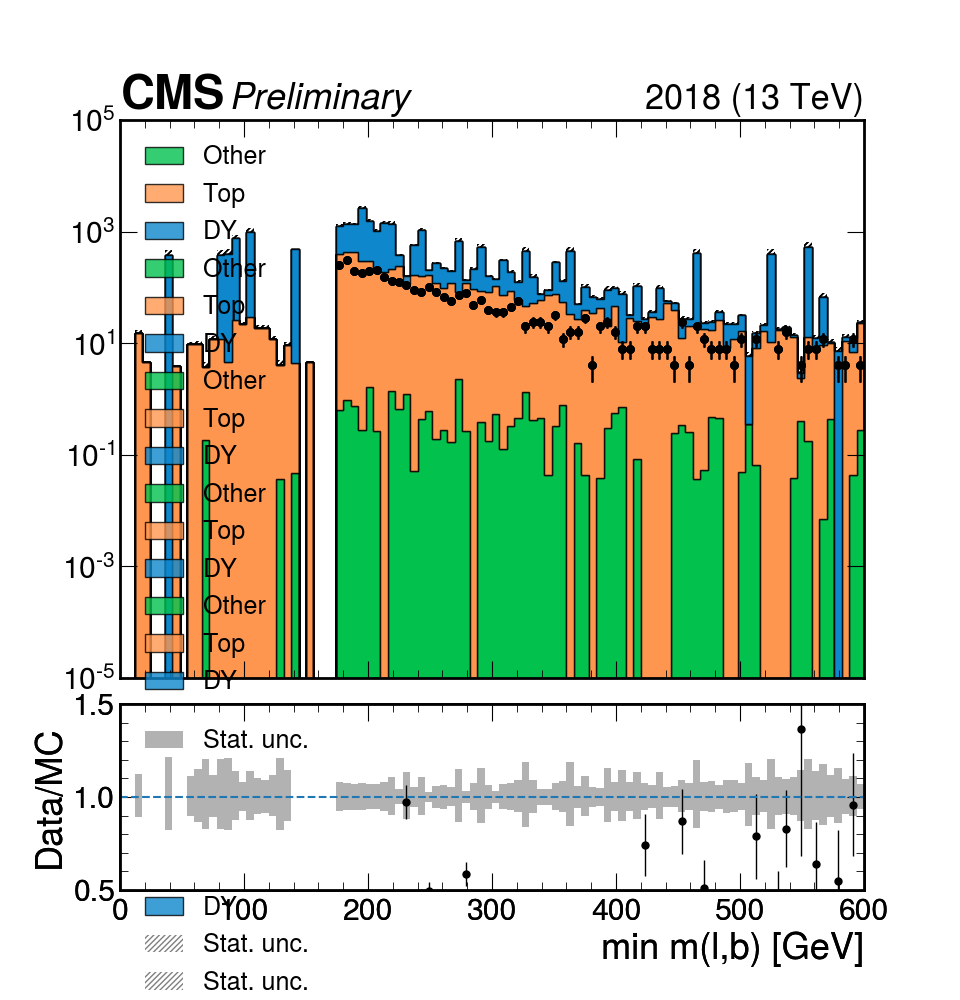 CMS Preliminary 2018 (13 TeV)
10^5
10^3
10^1
10^-1
10^-3
10^-5
Other
Top
DY
Other
Top
DY
Other
Top
DY
Other
Top
DY
Other
Top
DY
Data/MC
1.5
1.0
0.5
Stat. unc.
0 100 200 300 400 500 600
DY
min m(l,b) [GeV]
Stat. unc.
Stat. unc.